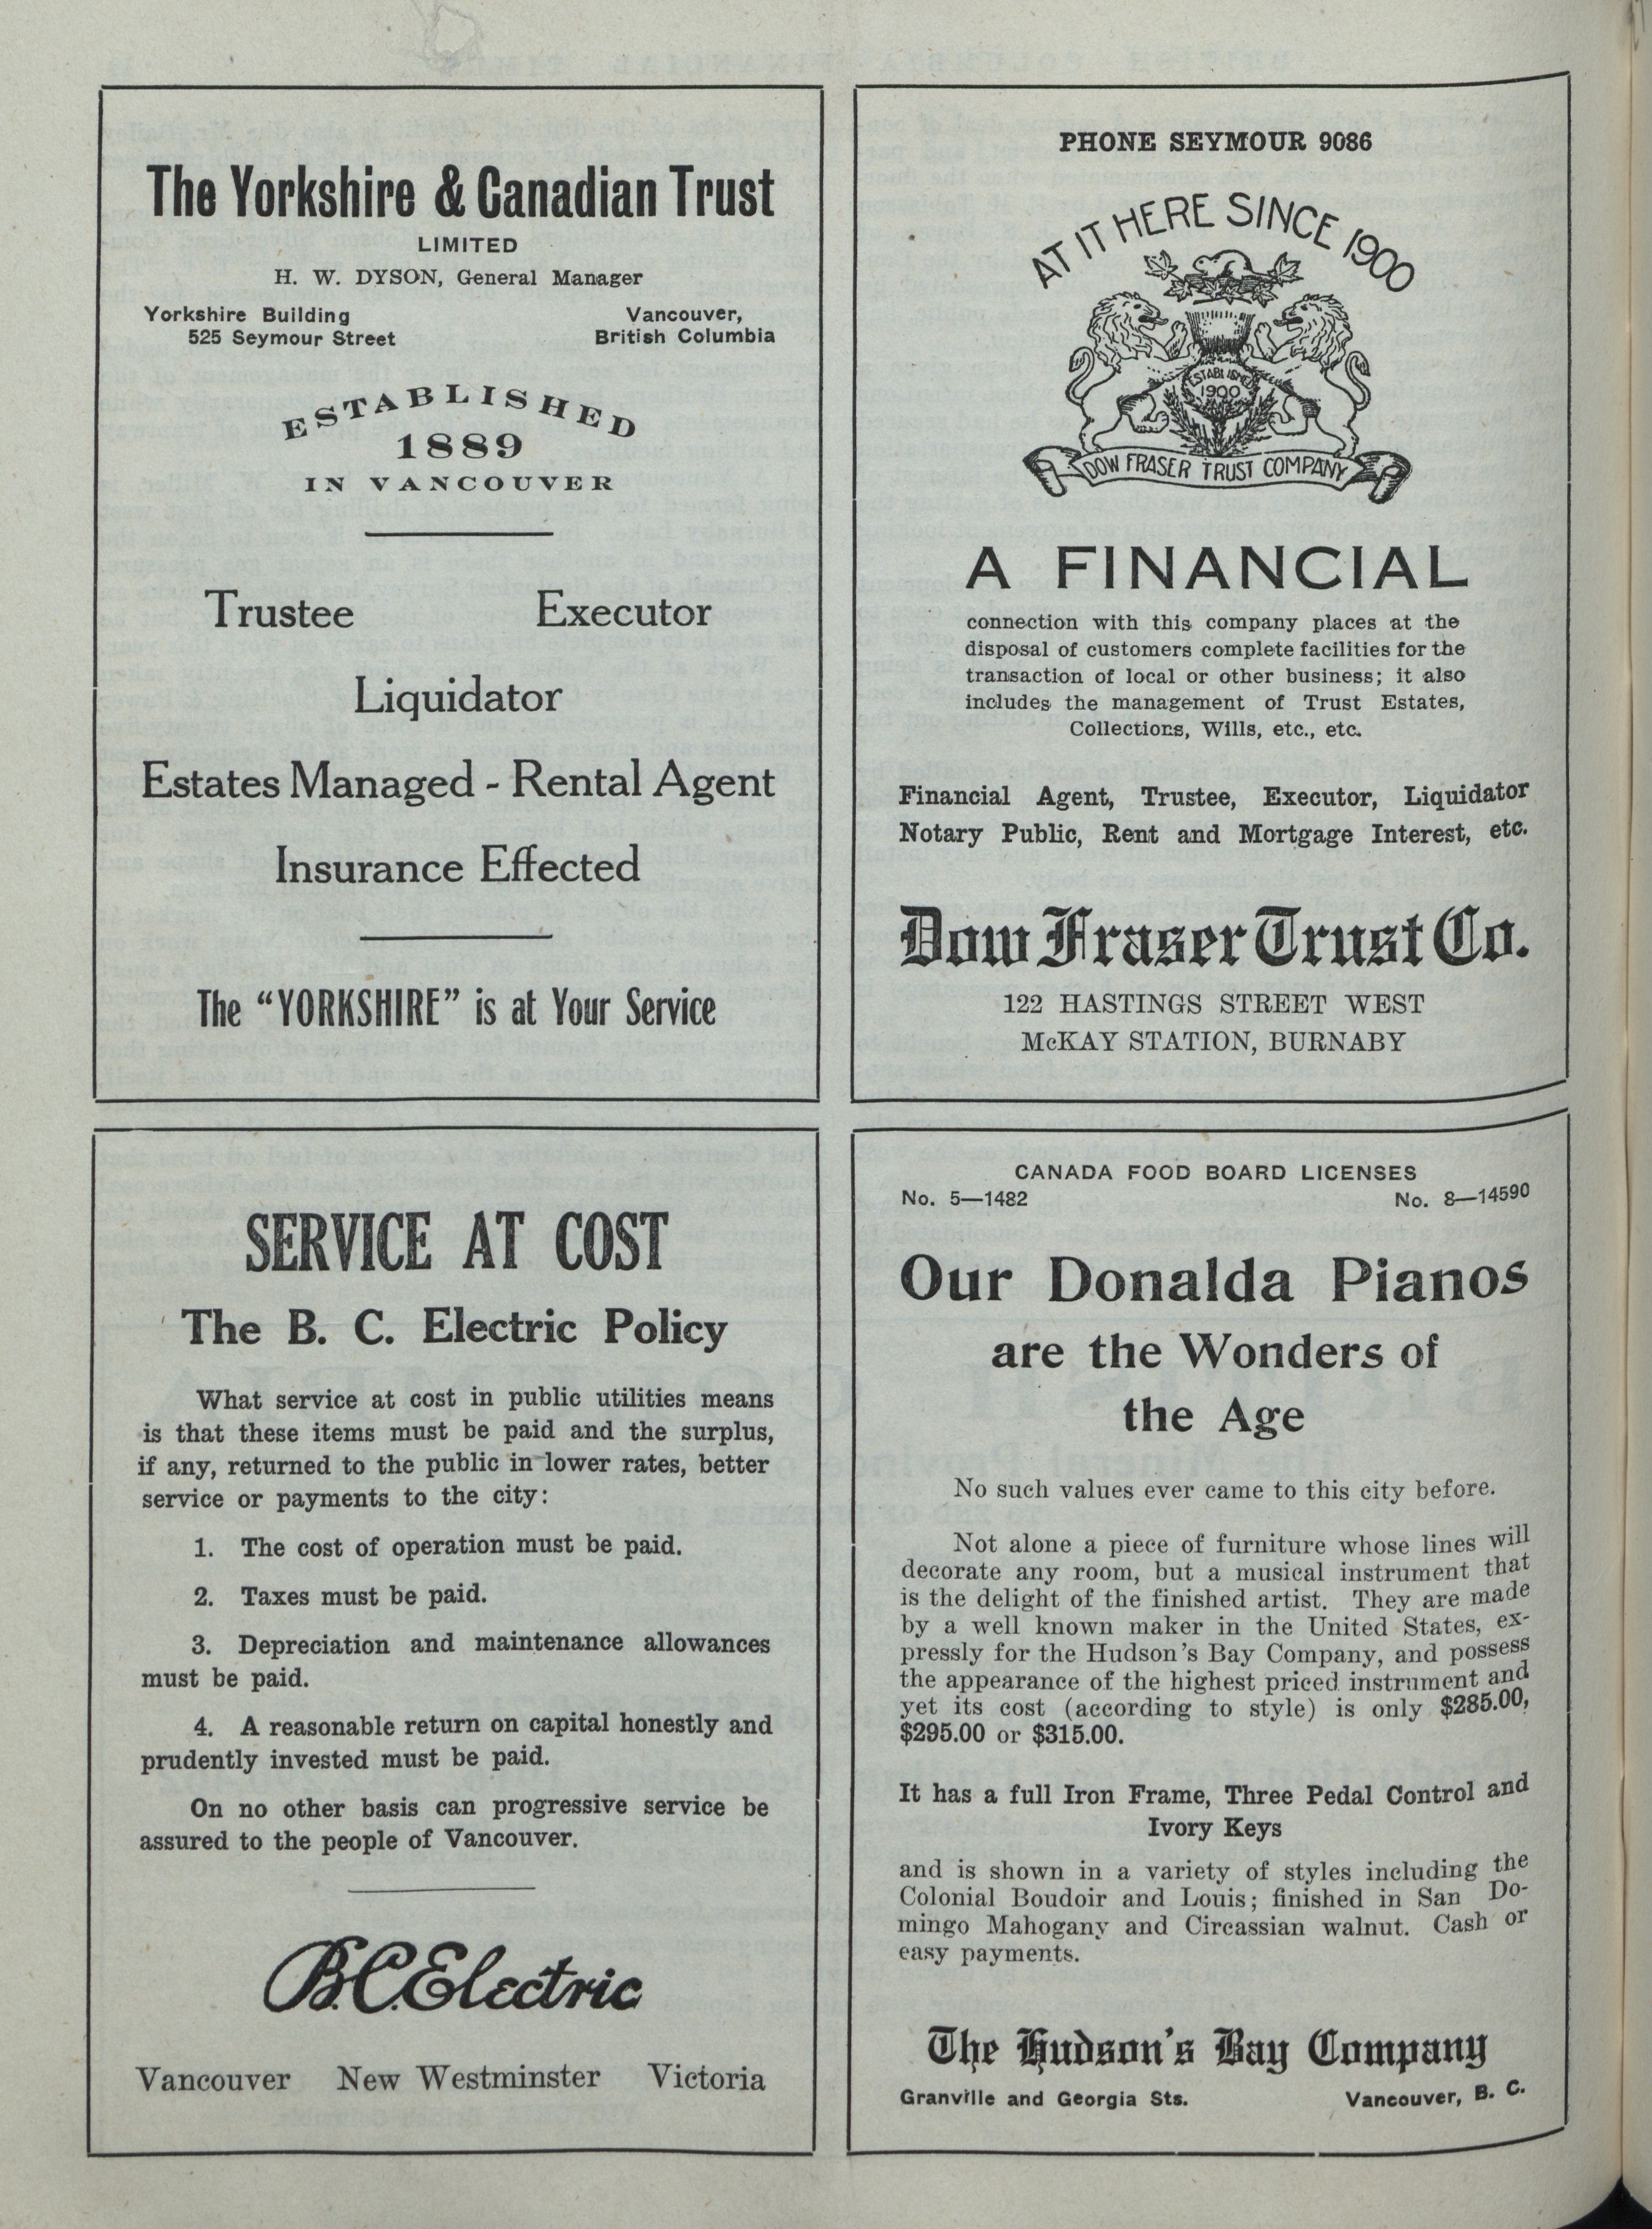 The Yorkshire & Canadian Trust
LIMITED
H. W. DYSON, General Manager
Yorkshire Building
525 Seymour Street
Vancouver,
British Columbia
ESTABLISHED
1889
IN VANCOUVER
Trustee Executor
Liquidator
Estates Managed - Rental Agent
Insurance Effected
The "YORKSHIRE" is at Your Service
PHONE SEYMOUR 9086
AT IT HERE SINCE 1900
ESTABLISHED
1900
DOW FRASER TRUST COMPANY
A FINANCIAL
connection with this company places at the
disposal of customers complete facilities for the
transaction of local or other business; it also
includes the management of Trust Estates,
Collections, Wills, etc., etc.
Financial Agent, Trustee, Executor, Liquidator
Notary Public, Rent and Mortgage Interest, etc.
Dow Fraser Trust Co.
122 HASTINGS STREET WEST
McKAY STATION, BURNABY
SERVICE AT COST
The B. C. Electric Policy
What service at cost in public utilities means
is that these items must be paid and the surplus,
if any, returned to the public in lower rates, better
service or payments to the city:
1. The cost of operation must be paid.
2. Taxes must be paid.
3. Depreciation and maintenance allowances
must be paid.
4. A reasonable return on capital honestly and
prudently invested must be paid.
On no other basis can progressive service be
assured to the people of Vancouver.
B.C. Electric
Vancouver New Westminster Victoria
CANADA FOOD BOARD LICENSES
No. 5—1482 No. 8—14590
Our Donalda Pianos
are the Wonders of
the Age
No such values ever came to this city before.
Not alone a piece of furniture whose lines will
decorate any room, but a musical instrument that
is the delight of the finished artist. They are made
by a well known maker in the United States, ex-
pressly for the Hudson's Bay Company, and possess
the appearance of the highest priced instrument and
yet its cost (according to style) is only $285.00,
$295.00 or $315.00.
It has a full Iron Frame, Three Pedal Control and
Ivory Keys
and is shown in a variety of styles including the
Colonial Boudoir and Louis; finished in San Do-
mingo Mahogany and Circassian walnut. Cash or
easy payments.
The Hudson's Bay Company
Granville and Georgia Sts. Vancouver, B. C.